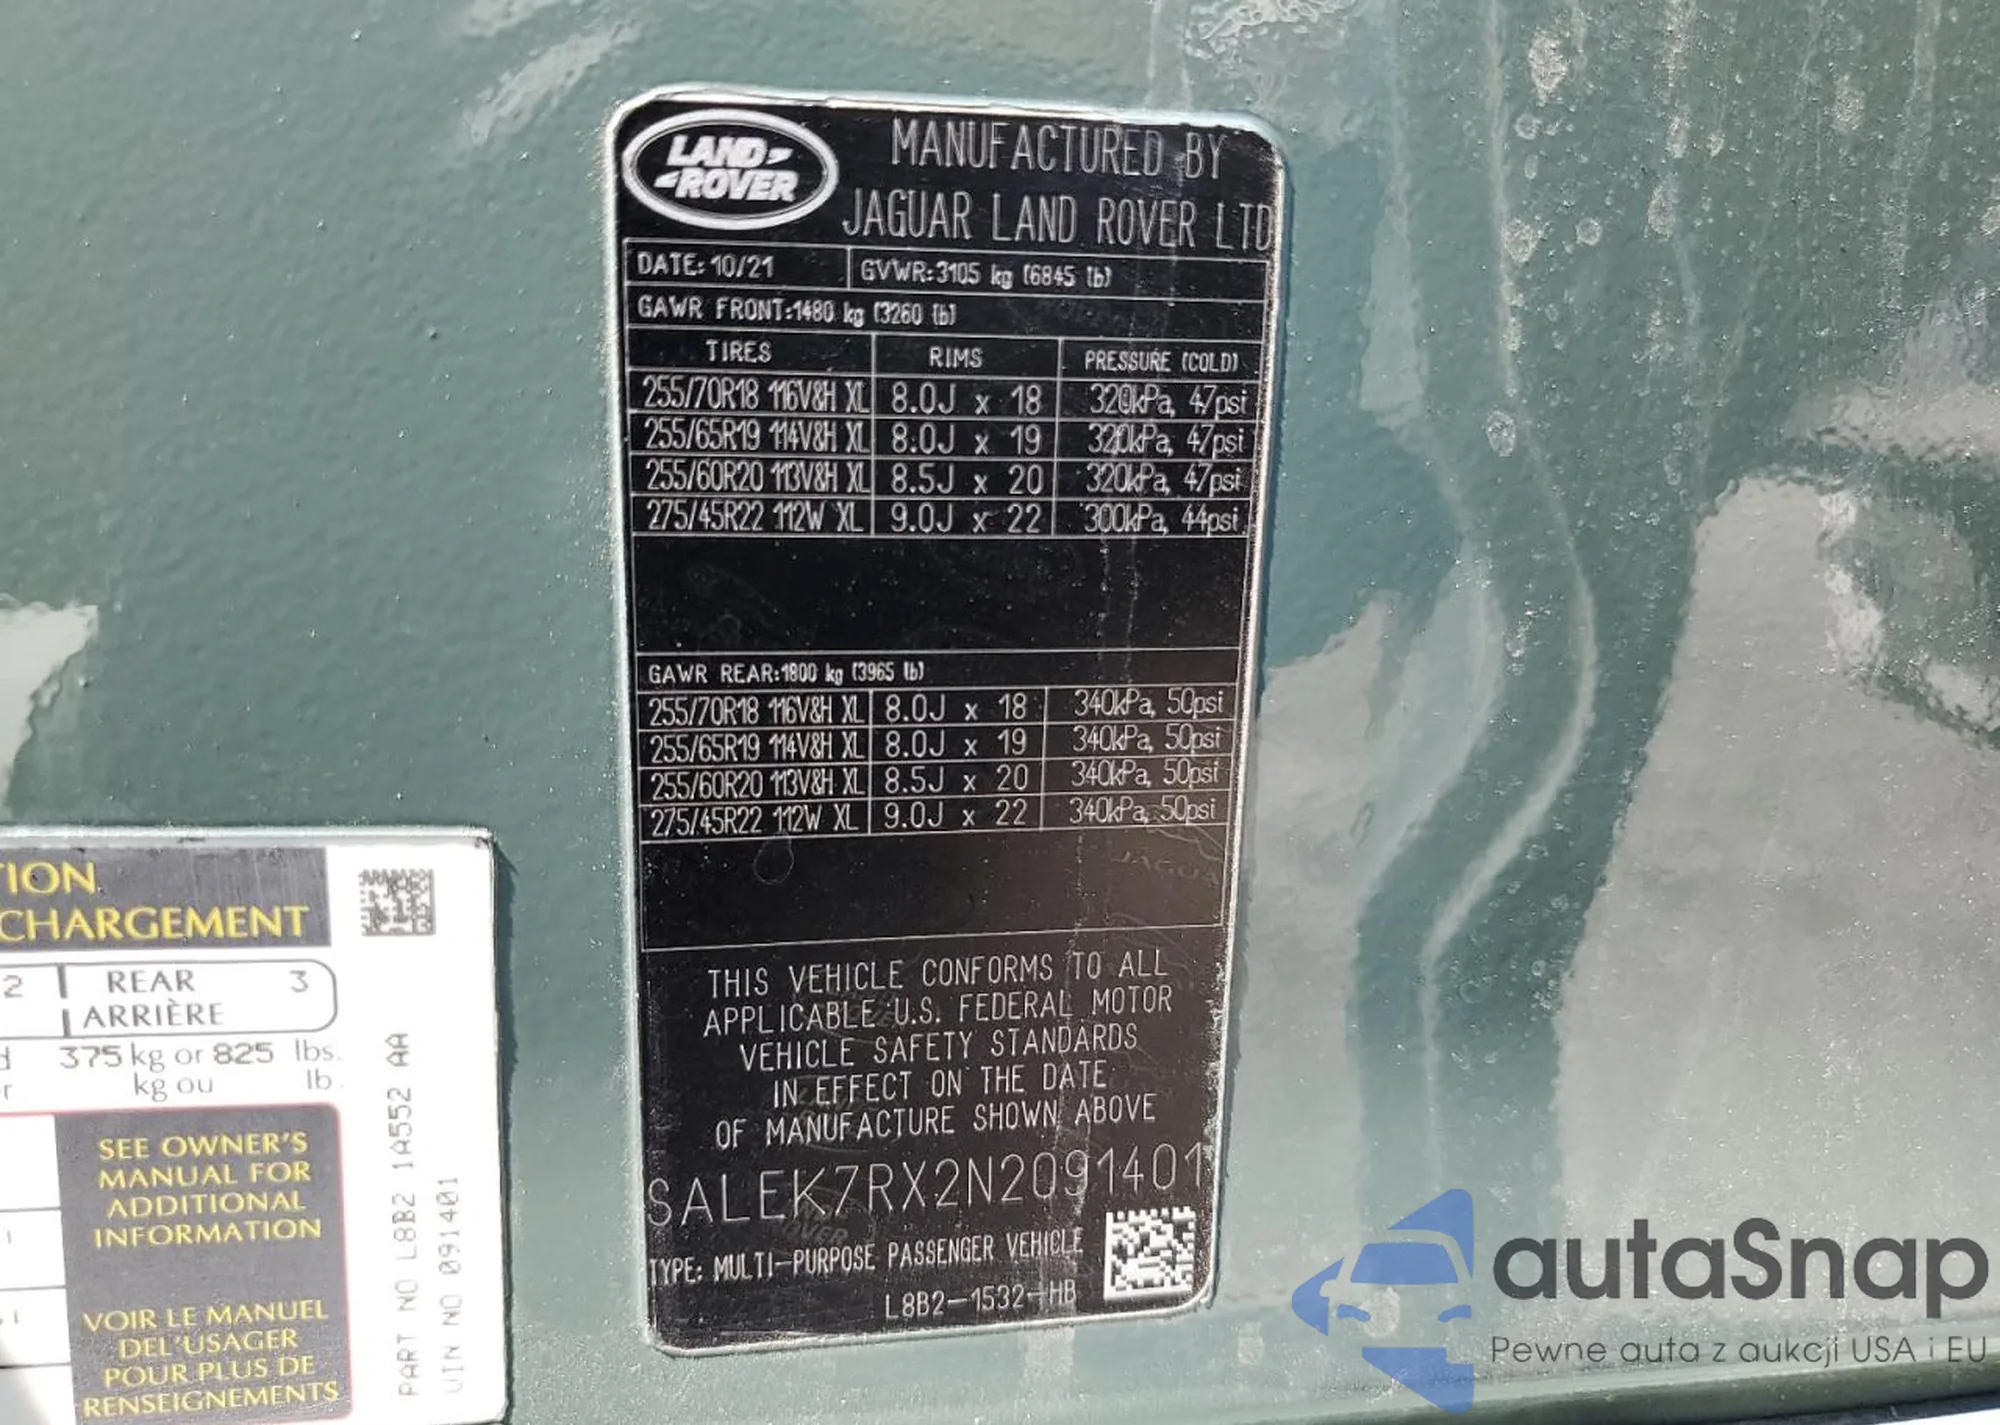 LAND
ROVER
MANUFACTURED BY
JAGUAR LAND ROVER LTD
DATE: 10/21 GVWR:3105 kg (6845 lb)
GAWR FRONT:1480 kg (3260 lb)
TIRES RIMS PRESSURE (COLD)
255/70R18 116V&H XL 8.0J x 18 320kPa, 47psi
255/65R19 114V&H XL 8.0J x 19 320kPa, 47psi
255/60R20 113V&H XL 8.5J x 20 320kPa, 47psi
275/45R22 112W XL 9.0J x 22 300kPa, 44psi
GAWR REAR:1800 kg (3965 lb)
255/70R18 116V&H XL 8.0J x 18 340kPa, 50psi
255/65R19 114V&H XL 8.0J x 19 340kPa, 50psi
255/60R20 113V&H XL 8.5J x 20 340kPa, 50psi
275/45R22 112W XL 9.0J x 22 340kPa, 50psi
THIS VEHICLE CONFORMS TO ALL
APPLICABLE U.S. FEDERAL MOTOR
VEHICLE SAFETY STANDARDS
IN EFFECT ON THE DATE
OF MANUFACTURE SHOWN ABOVE
SALEK7RX2N2091401
TYPE: MULTI-PURPOSE PASSENGER VEHICLE
L8B2-1532-HB
TION
CHARGEMENT
2 REAR 3
ARRIÈRE
375 kg or 825 lbs.
kg ou lb.
SEE OWNER'S
MANUAL FOR
ADDITIONAL
INFORMATION
VOIR LE MANUEL
DEL'USAGER
POUR PLUS DE
RENSEIGNEMENTS
PART NO L8B2 1A552 AA
VIN NO 091401
autaSnap
Pewne auta z aukcji USA i EU